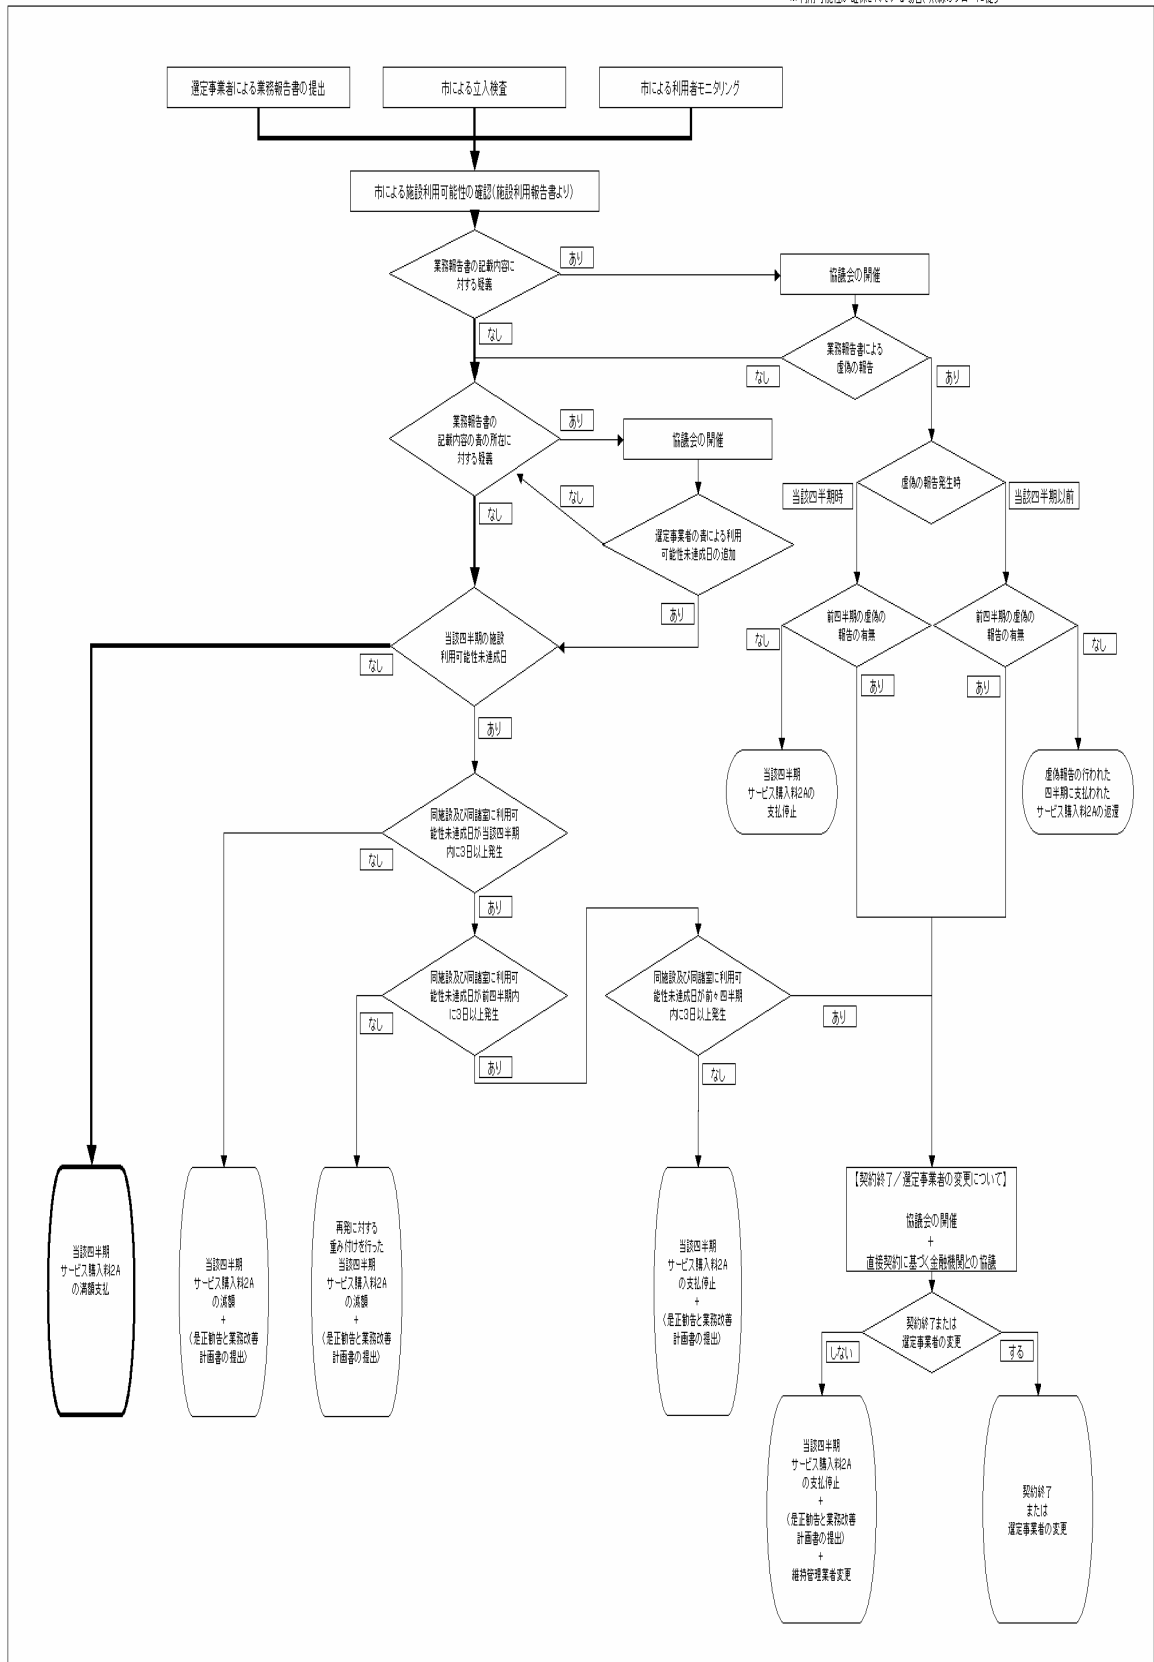 選定事業者による業務報告書の提出
市による立入検査
市による利用者モニタリング
市による施設利用可能性の確認(施設利用報告書より)
業務報告書の記載内容に
対する疑義
あり
協議会の開催
なし
業務報告書による
虚偽の報告
なし
あり
業務報告書の
記載内容の責の所在に
対する疑義
あり
協議会の開催
なし
なし
選定事業者の責による利用
可能性未達成日の追加
あり
虚偽の報告発生時
当該四半期時
当該四半期以前
前四半期の虚偽の
報告の有無
前四半期の虚偽の
報告の有無
なし
あり
あり
なし
当該四半期
サービス購入料2Aの
支払停止
虚偽報告の行われた
四半期に支払われた
サービス購入料2Aの返還
当該四半期の施設
利用可能性未達成日
なし
あり
同施設及び同諸室に利用可
能性未達成日が当該四半期
内に3日以上発生
なし
あり
同施設及び同諸室に利用可
能性未達成日が前四半期内
に3日以上発生
なし
あり
同施設及び同諸室に利用可
能性未達成日が前々四半期
内に3日以上発生
あり
なし
当該四半期
サービス購入料2A
の満額支払
当該四半期
サービス購入料2A
の減額
+
(是正勧告と業務改善
計画書の提出)
再発に対する
重み付けを行った
当該四半期
サービス購入料2A
の減額
+
(是正勧告と業務改善
計画書の提出)
当該四半期
サービス購入料2A
の支払停止
+
(是正勧告と業務改善
計画書の提出)
【契約終了/選定事業者の変更について】
協議会の開催
+
直接契約に基づく金融機関との協議
契約終了または
選定事業者の変更
しない
する
当該四半期
サービス購入料2A
の支払停止
+
(是正勧告と業務改善
計画書の提出)
+
維持管理業者変更
契約終了
または
選定事業者の変更